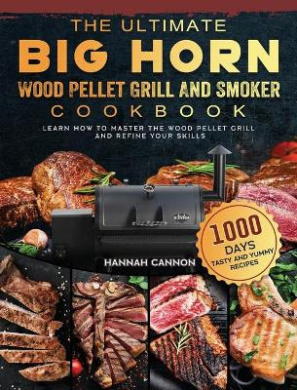 THE ULTIMATE
BIG HORN
WOOD PELLET GRILL AND SMOKER
COOKBOOK
LEARN HOW TO MASTER THE WOOD PELLET GRILL
AND REFINE YOUR SKILLS
1000
DAYS
TASTY AND YUMMY
RECIPES
HANNAH CANNON